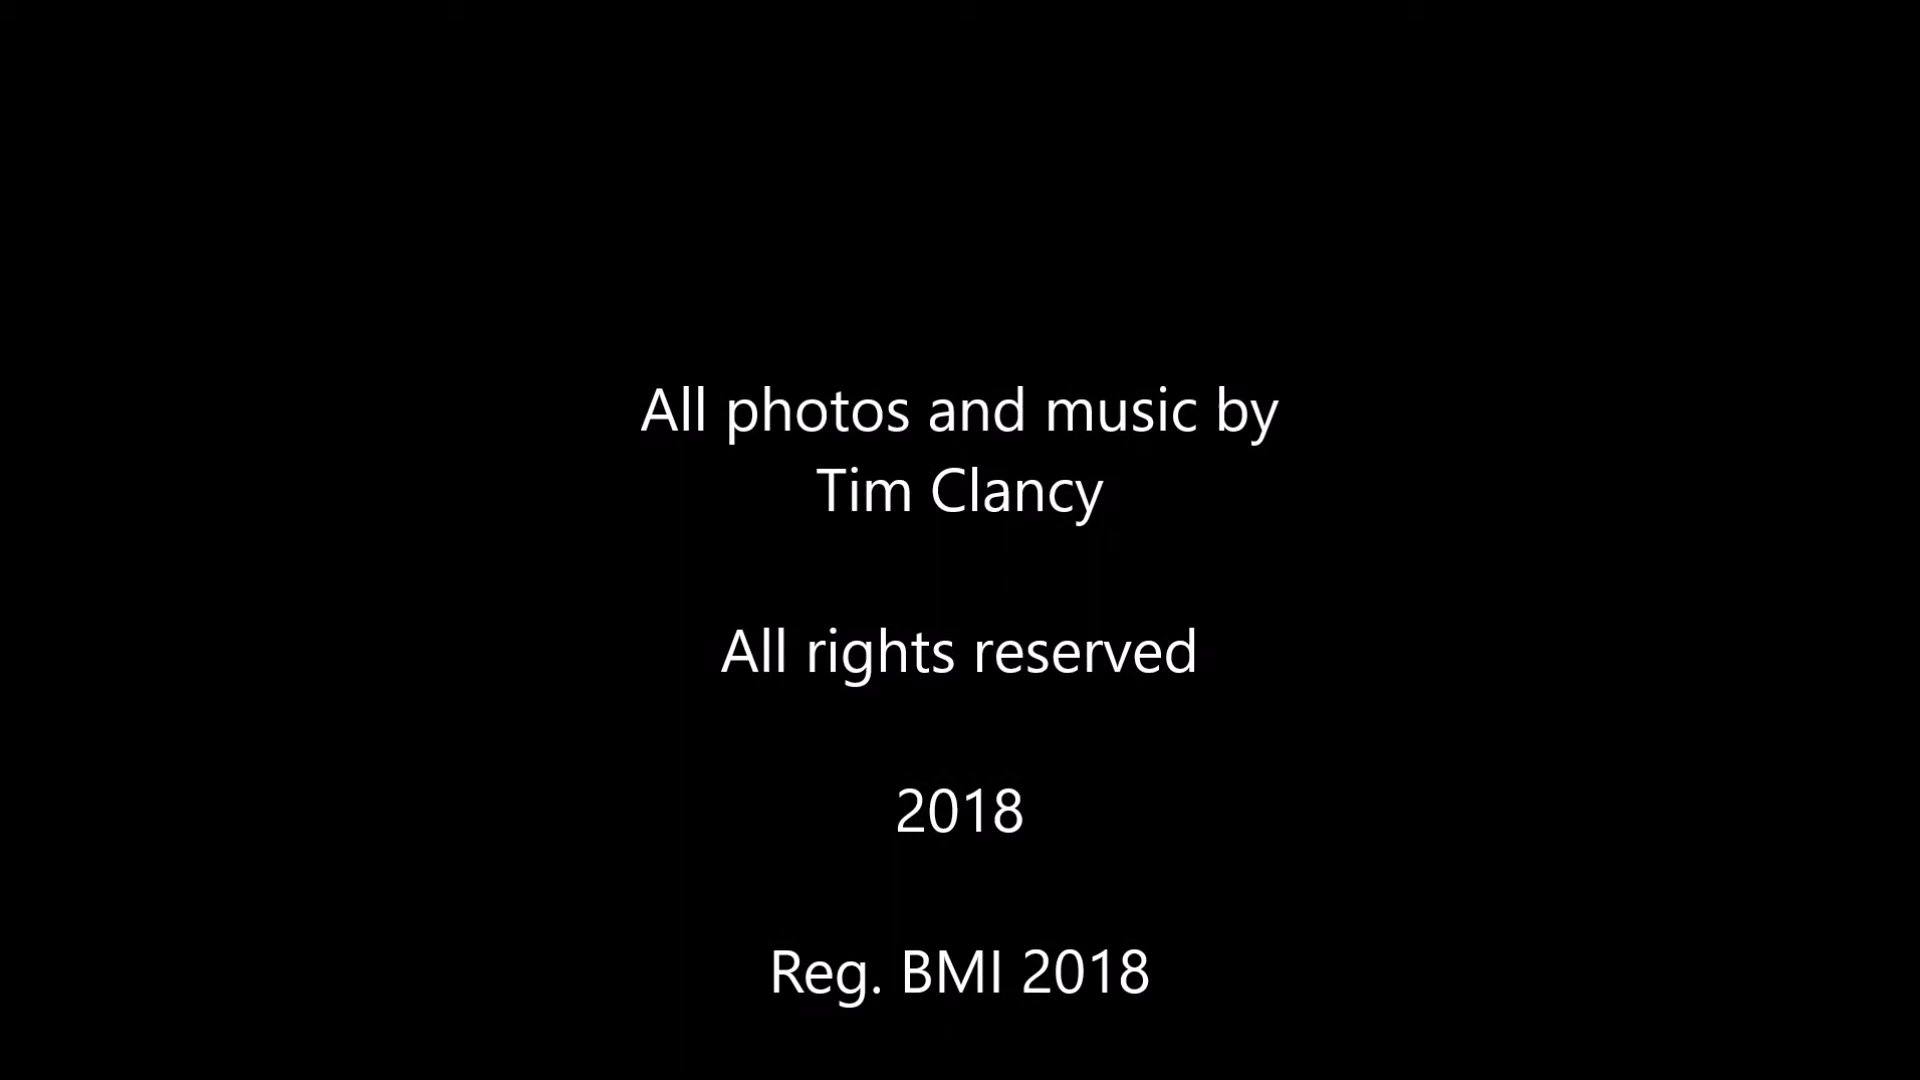 All photos and music by
Tim Clancy
All rights reserved
2018
Reg. BMI 2018